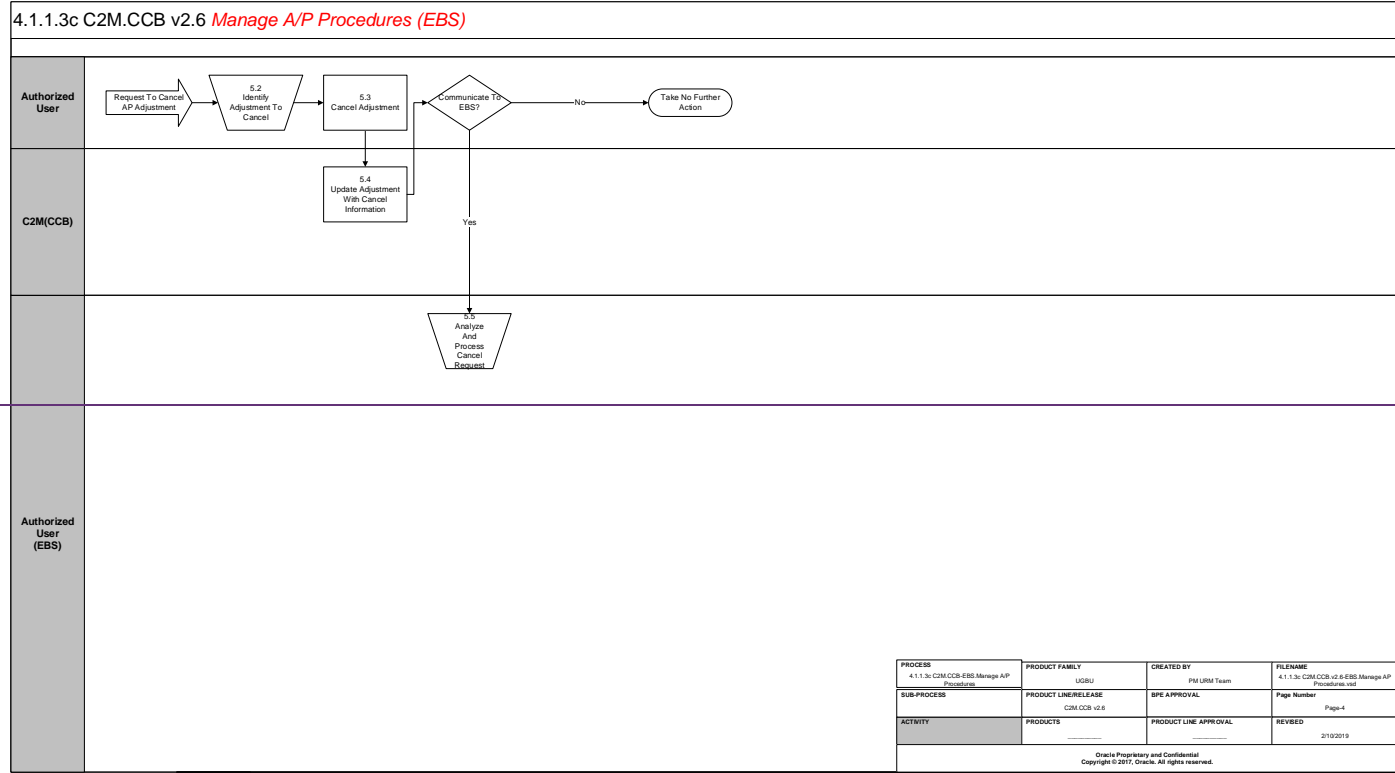 4.1.1.3c C2M.CCB v2.6 Manage A/P Procedures (EBS)
Authorized
User
Request To Cancel
AP Adjustment
5.2
Identify
Adjustment To
Cancel
5.3
Cancel Adjustment
Communicate To
EBS?
No
Take No Further
Action
C2M(CCB)
5.4
Update Adjustment
With Cancel
Information
Yes
5.5
Analyze
And
Process
Cancel
Request
Authorized
User
(EBS)
PROCESS
4.1.1.3c C2M.CCB-EBS.Manage A/P
Procedures
PRODUCT FAMILY
UGBU
CREATED BY
PM URM Team
FILENAME
4.1.1.3c C2M.CCB.v2.6-EBS.Manage AP
Procedures.vsd
SUB-PROCESS
PRODUCT LINE/RELEASE
C2M.CCB v2.6
BPE APPROVAL
Page Number
Page-4
ACTIVITY
PRODUCTS
PRODUCT LINE APPROVAL
REVISED
2/10/2019
Oracle Proprietary and Confidential
Copyright © 2017, Oracle. All rights reserved.